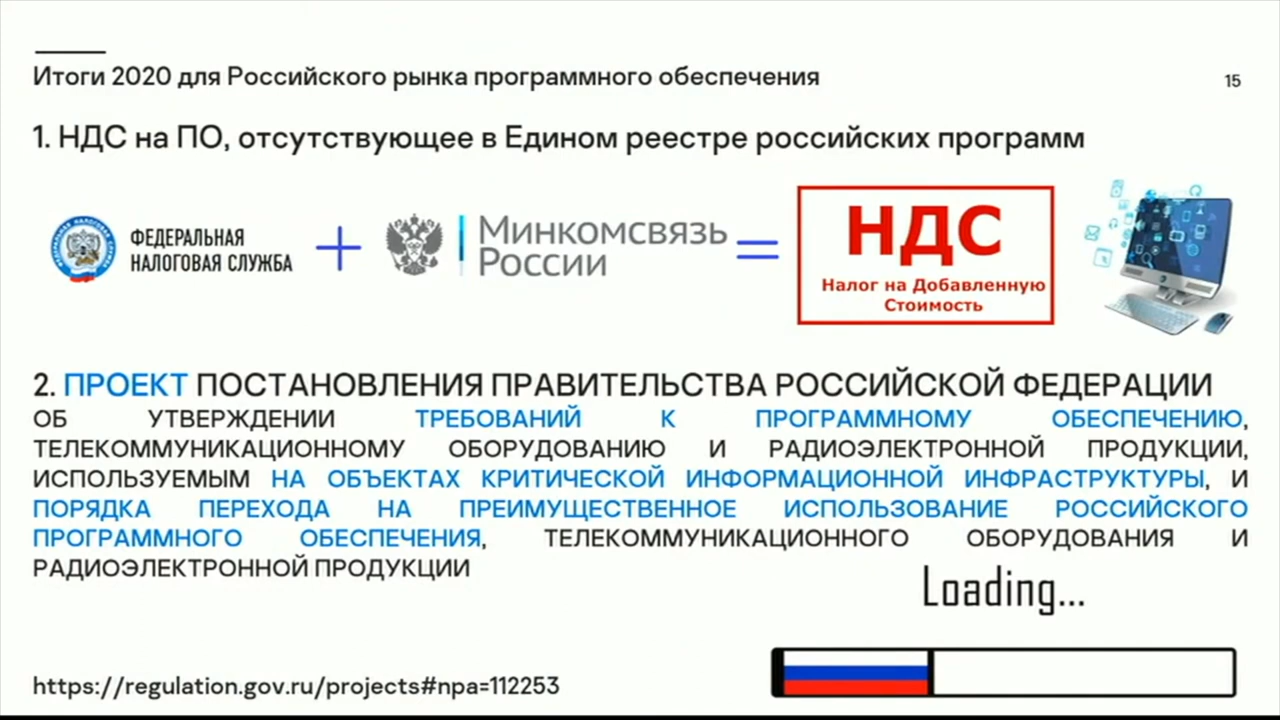 Итоги 2020 для Российского рынка программного обеспечения
15
1. НДС на ПО, отсутствующее в Едином реестре российских программ
ФЕДЕРАЛЬНАЯ
НАЛОГОВАЯ СЛУЖБА
+
Минкомсвязь
России
=
НДС
Налог на Добавленную
Стоимость
2. ПРОЕКТ ПОСТАНОВЛЕНИЯ ПРАВИТЕЛЬСТВА РОССИЙСКОЙ ФЕДЕРАЦИИ
ОБ УТВЕРЖДЕНИИ ТРЕБОВАНИЙ К ПРОГРАММНОМУ ОБЕСПЕЧЕНИЮ,
ТЕЛЕКОММУНИКАЦИОННОМУ ОБОРУДОВАНИЮ И РАДИОЭЛЕКТРОННОЙ ПРОДУКЦИИ,
ИСПОЛЬЗУЕМЫМ НА ОБЪЕКТАХ КРИТИЧЕСКОЙ ИНФОРМАЦИОННОЙ ИНФРАСТРУКТУРЫ, И
ПОРЯДКА ПЕРЕХОДА НА ПРЕИМУЩЕСТВЕННОЕ ИСПОЛЬЗОВАНИЕ РОССИЙСКОГО
ПРОГРАММНОГО ОБЕСПЕЧЕНИЯ, ТЕЛЕКОММУНИКАЦИОННОГО ОБОРУДОВАНИЯ И
РАДИОЭЛЕКТРОННОЙ ПРОДУКЦИИ
Loading...
https://regulation.gov.ru/projects#npa=112253